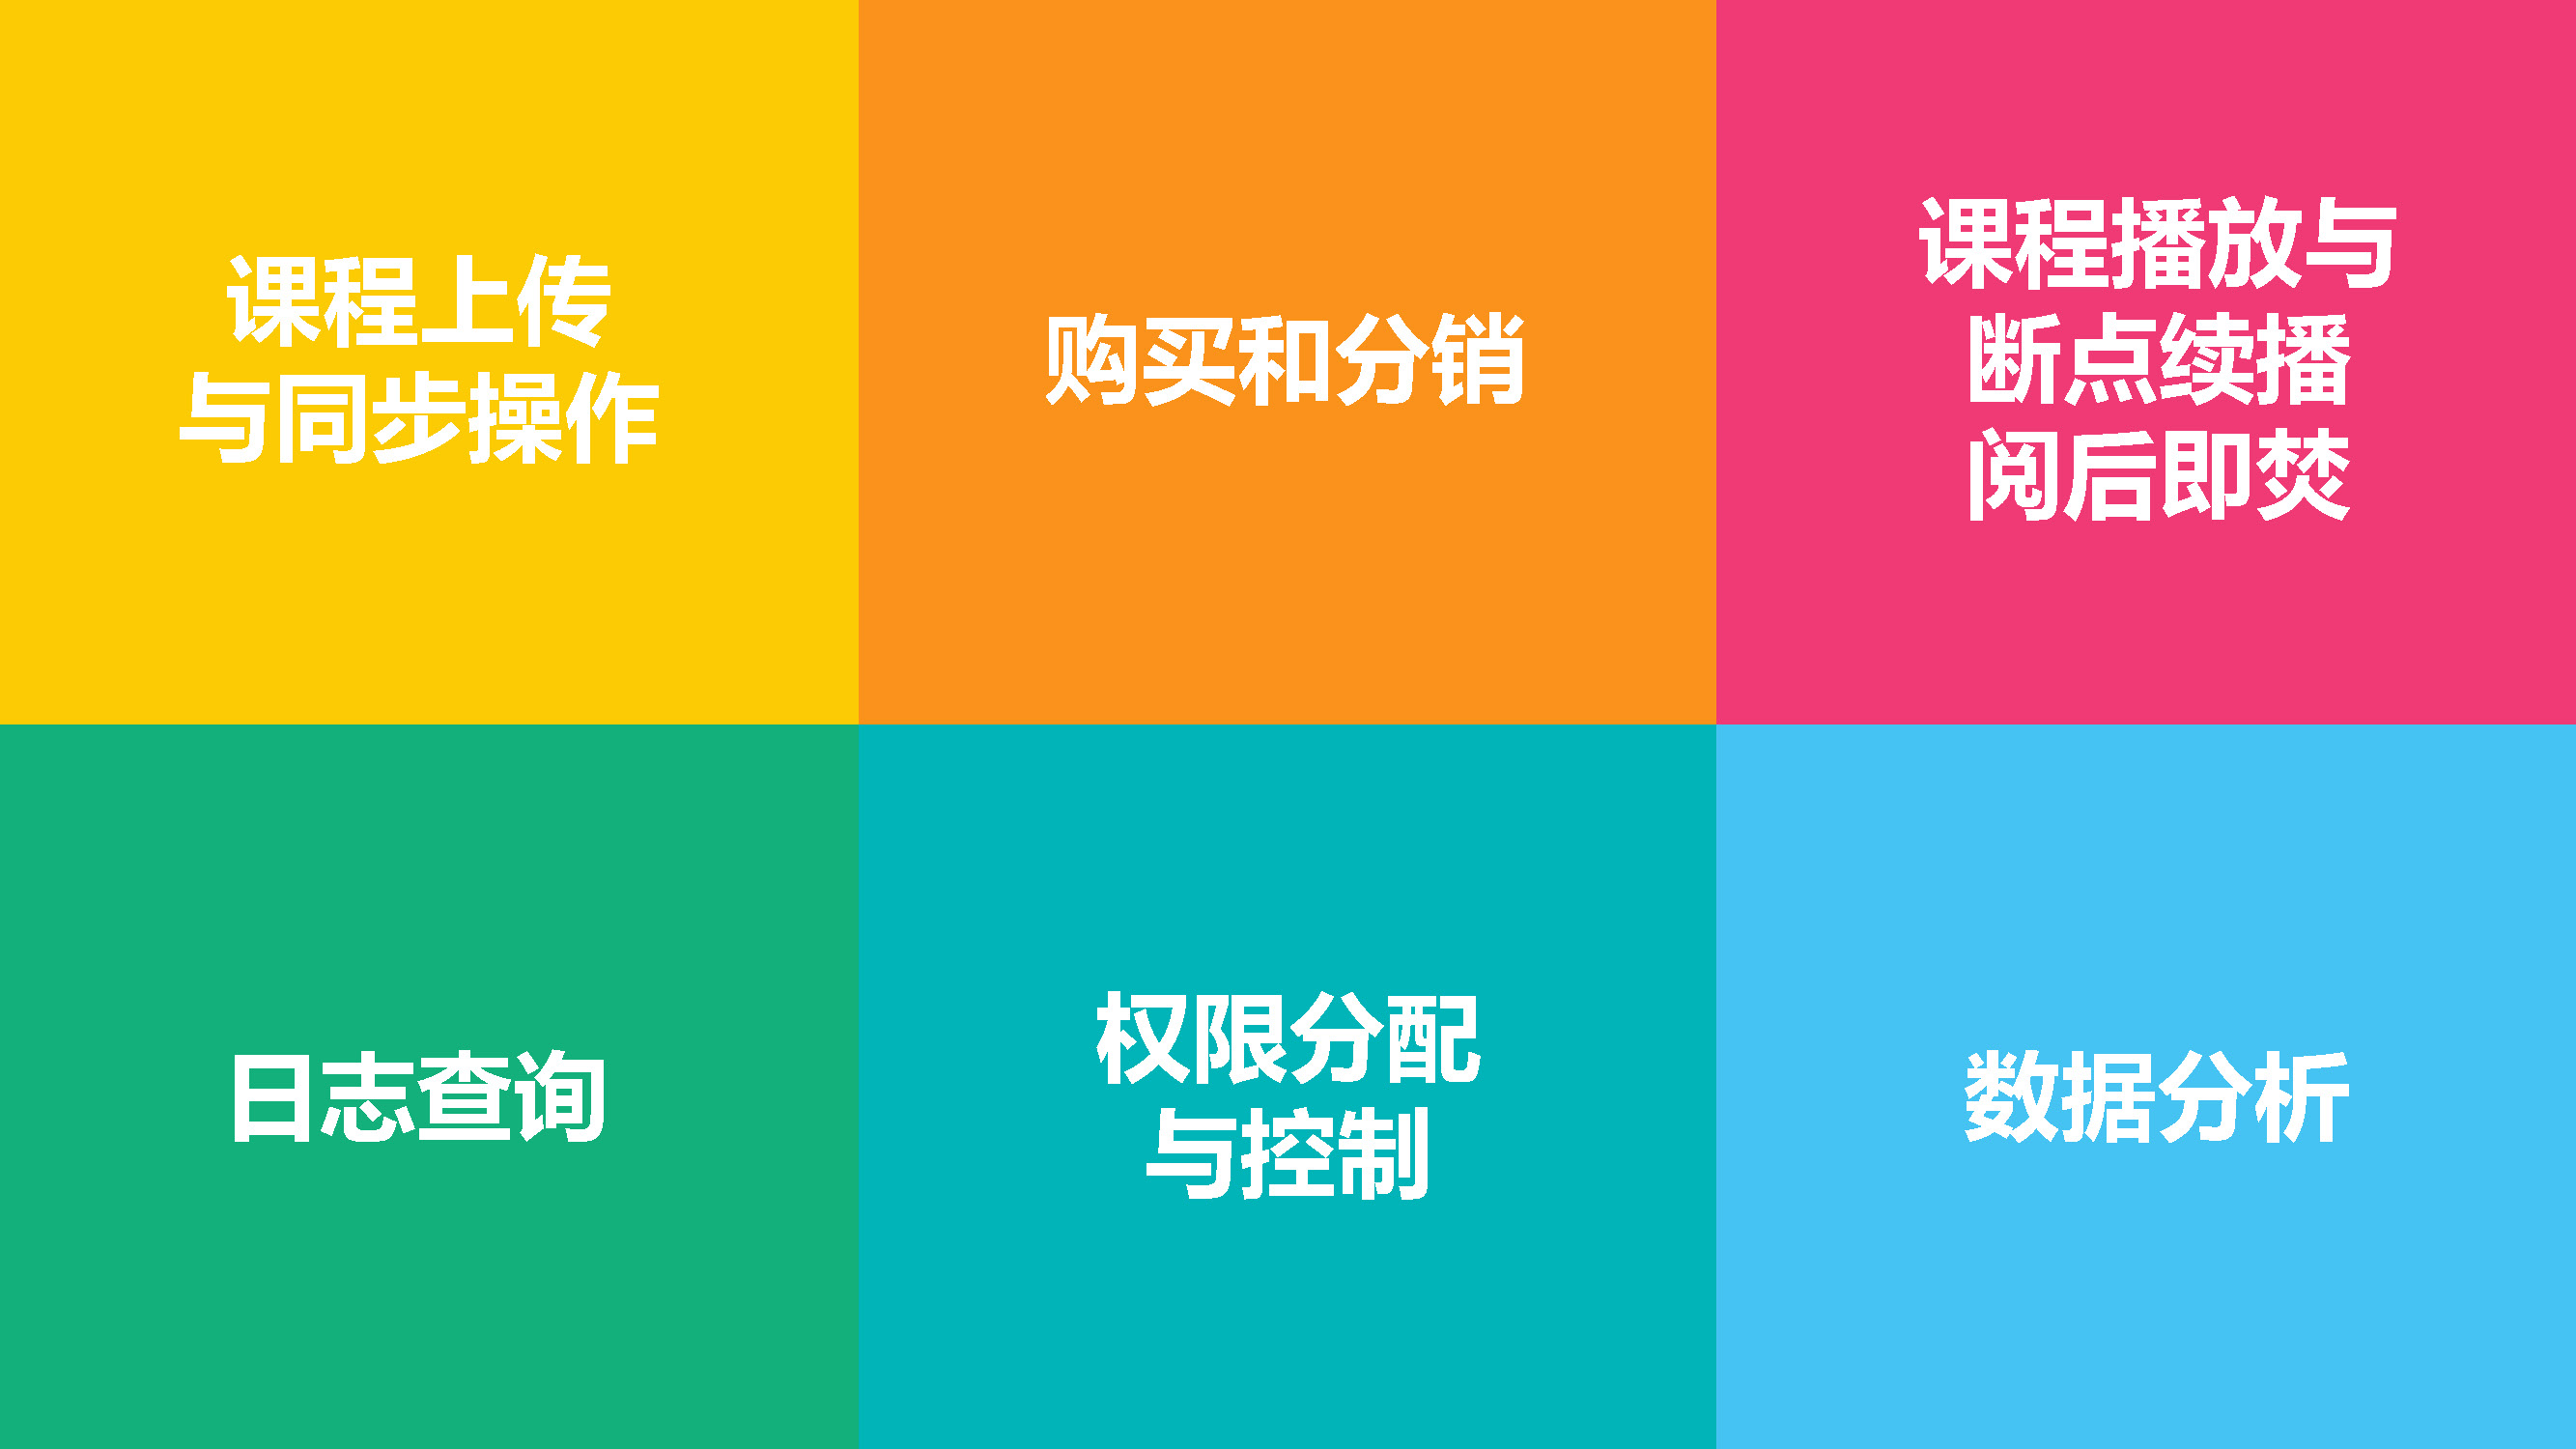 课程上传
与同步操作
购买和分销
课程播放与
断点续播
阅后即焚
日志查询
权限分配
与控制
数据分析